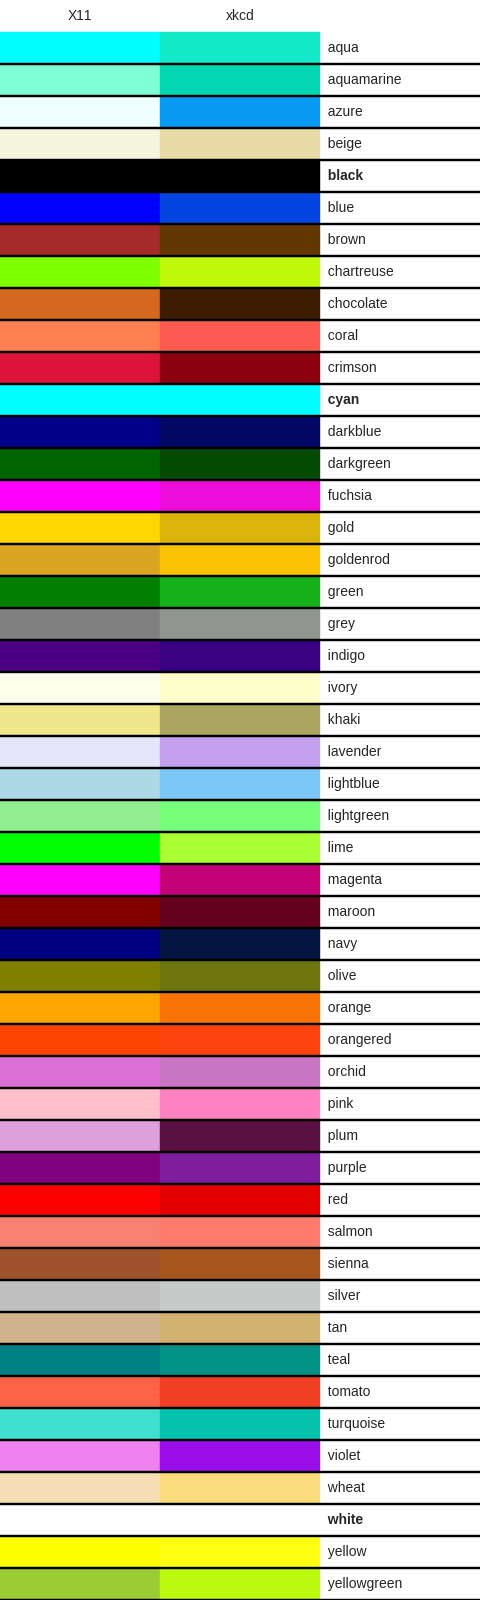 X11 xkcd
aqua
aquamarine
azure
beige
black
blue
brown
chartreuse
chocolate
coral
crimson
cyan
darkblue
darkgreen
fuchsia
gold
goldenrod
green
grey
indigo
ivory
khaki
lavender
lightblue
lightgreen
lime
magenta
maroon
navy
olive
orange
orangered
orchid
pink
plum
purple
red
salmon
sienna
silver
tan
teal
tomato
turquoise
violet
wheat
white
yellow
yellowgreen